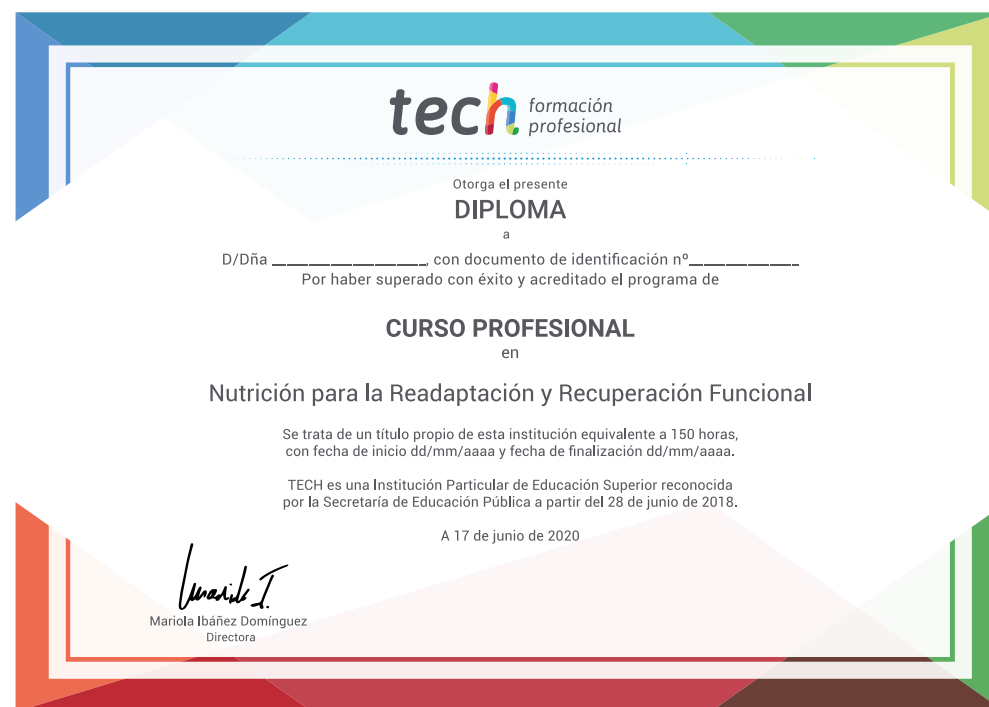 tech formación
profesional
Otorga el presente
DIPLOMA
a
D/Dña ____________________, con documento de identificación nº______________
Por haber superado con éxito y acreditado el programa de
CURSO PROFESIONAL
en
Nutrición para la Readaptación y Recuperación Funcional
Se trata de un título propio de esta institución equivalente a 150 horas,
con fecha de inicio dd/mm/aaaa y fecha de finalización dd/mm/aaaa.
TECH es una Institución Particular de Educación Superior reconocida
por la Secretaría de Educación Pública a partir del 28 de junio de 2018.
A 17 de junio de 2020
Mariola Ibáñez Domínguez
Directora